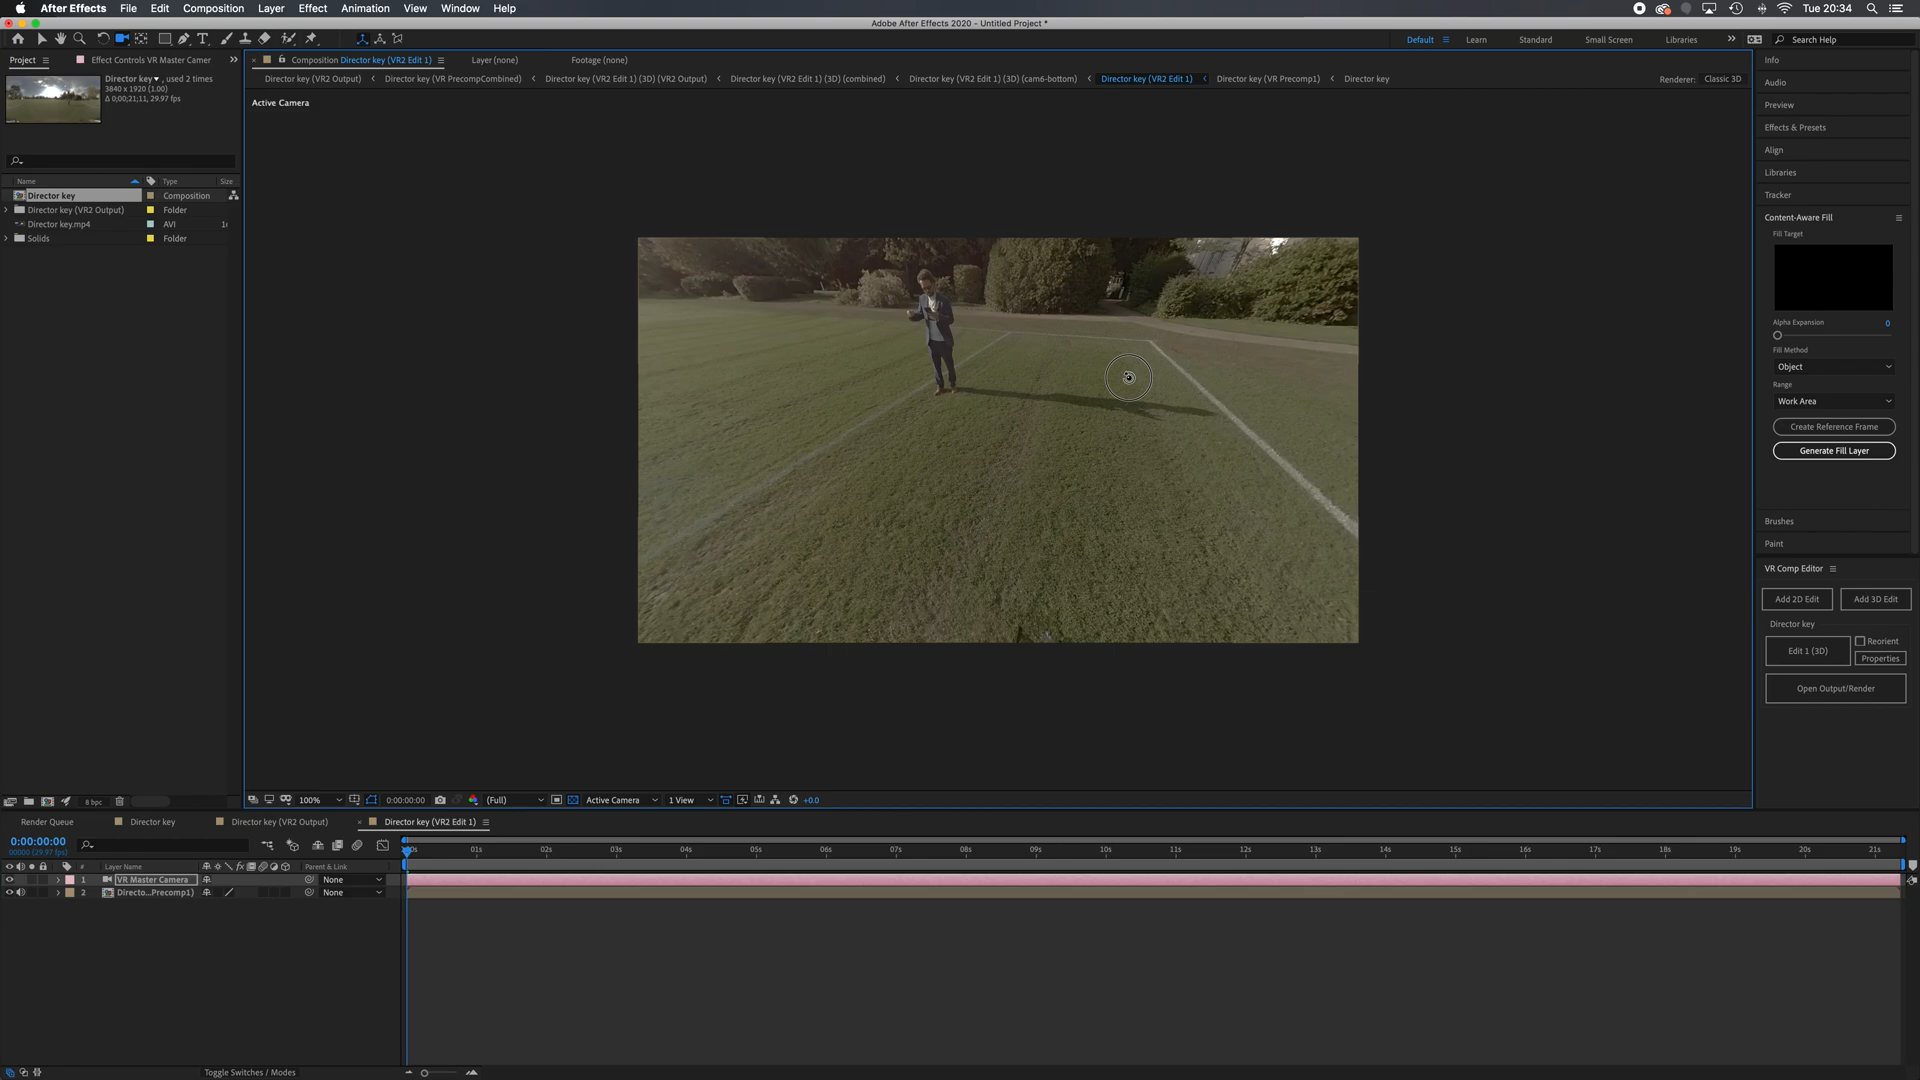 After Effects File Edit Composition Layer Effect Animation View Window Help Tue 20:34
Adobe After Effects 2020 - Untitled Project *
Default Learn Standard Small Screen Libraries Search Help
Project Effect Controls VR Master Camer Composition Director key (VR2 Edit 1) Layer (none) Footage (none) Info
Director key, used 2 times
3840 x 1920 (1.00)
Δ 0;00;21;11, 29.97 fps
Director key (VR2 Output) Director key (VR PrecompCombined) Director key (VR2 Edit 1) (3D) (VR2 Output) Director key (VR2 Edit 1) (3D) (combined) Director key (VR2 Edit 1) (3D) (cam6-bottom) Director key (VR2 Edit 1) Director key (VR Precomp1) Director key Renderer: Classic 3D
Active Camera
Audio
Preview
Effects & Presets
Align
Libraries
Tracker
Content-Aware Fill
Fill Target
Alpha Expansion 0
Fill Method
Object
Range
Work Area
Create Reference Frame
Generate Fill Layer
Brushes
Paint
VR Comp Editor
Add 2D Edit Add 3D Edit
Director key
Edit 1 (3D) Reorient
Properties
Open Output/Render
Name Type Size
Director key Composition
Director key (VR2 Output) Folder
Director key.mp4 AVI
Solids Folder
8 bpc 100% 0:00:00:00 (Full) Active Camera 1 View +0.0
Render Queue Director key Director key (VR2 Output) Director key (VR2 Edit 1)
0:00:00:00
00000 (29.97 fps)
01s 02s 03s 04s 05s 06s 07s 08s 09s 10s 11s 12s 13s 14s 15s 16s 17s 18s 19s 20s 21s
# Layer Name Parent & Link
1 VR Master Camera None
2 Directo...Precomp1) None
Toggle Switches / Modes